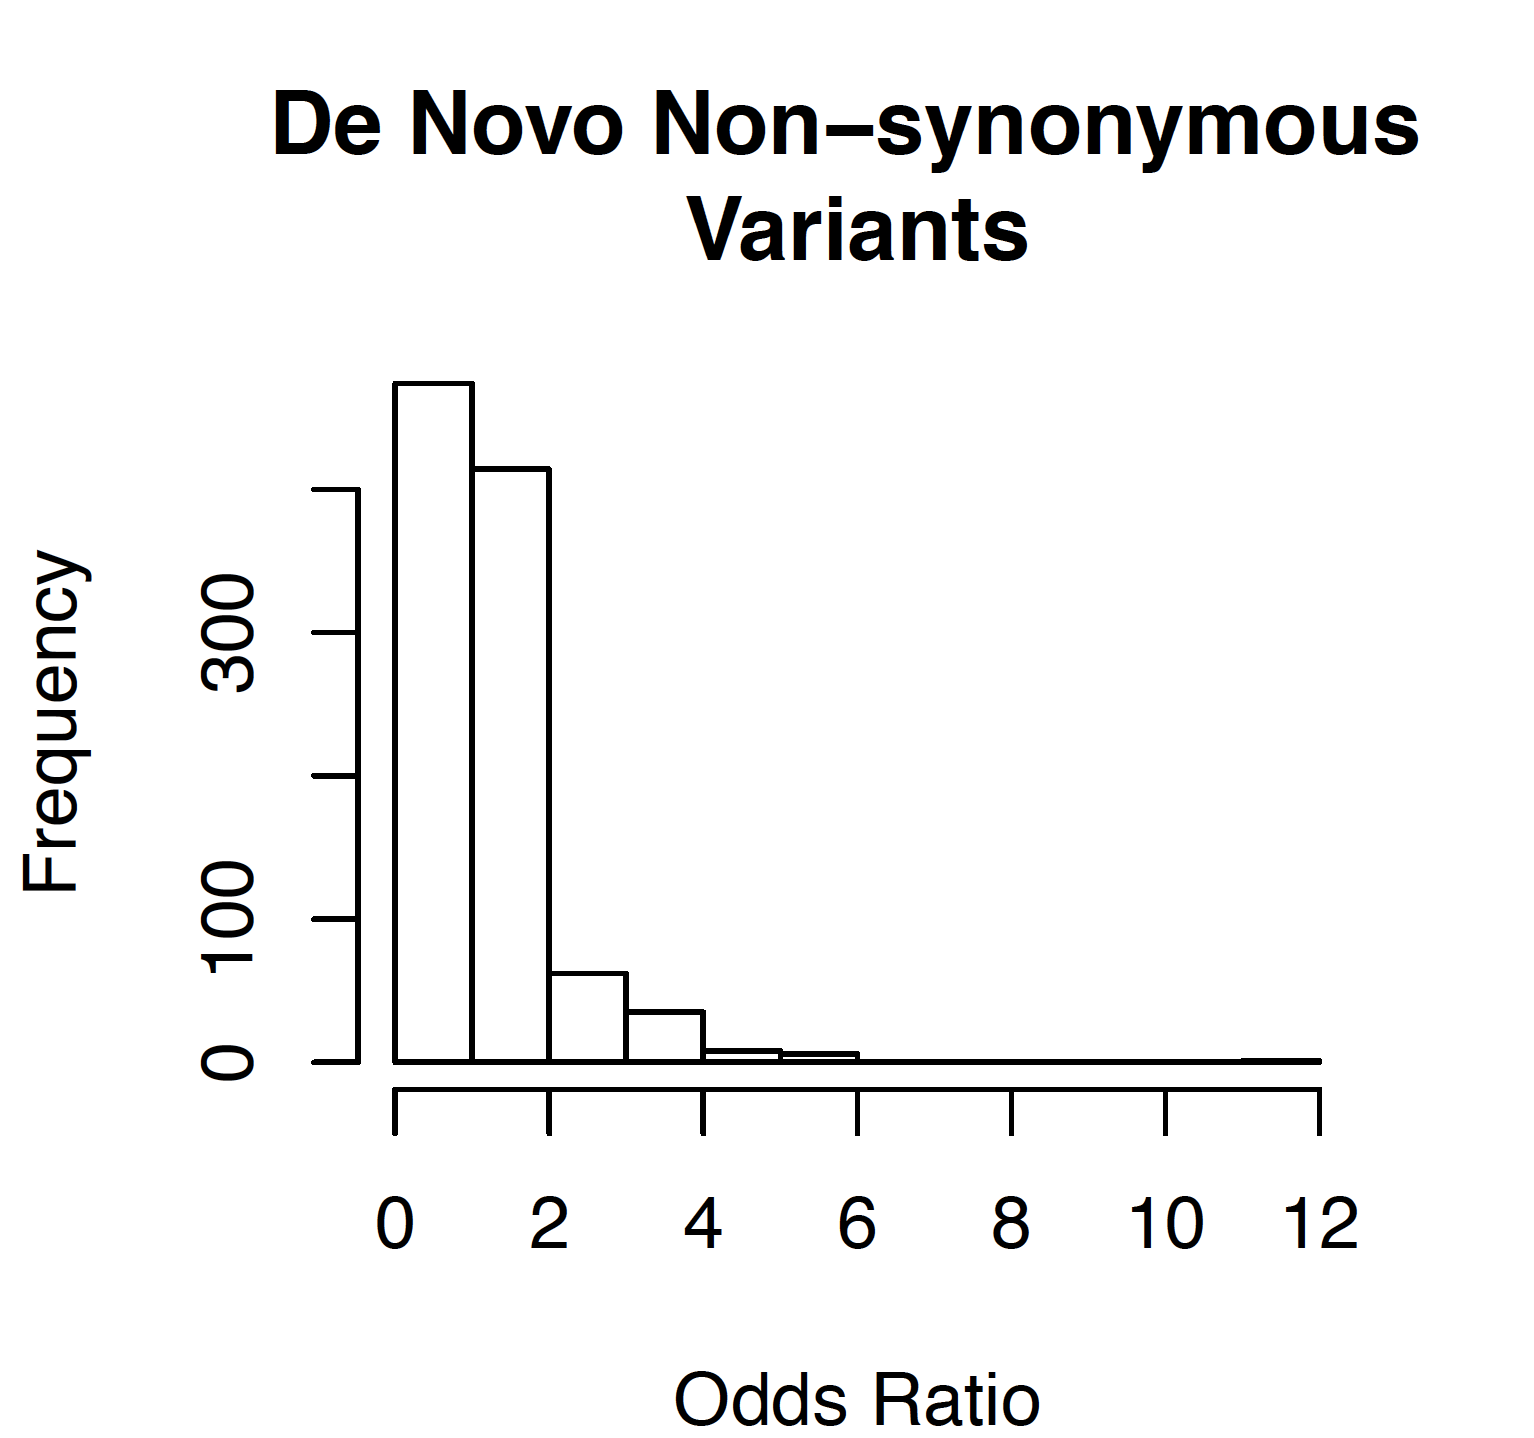 De Novo Non−synonymous
Variants
Frequency
300
100
0
0 2 4 6 8 10 12
Odds Ratio